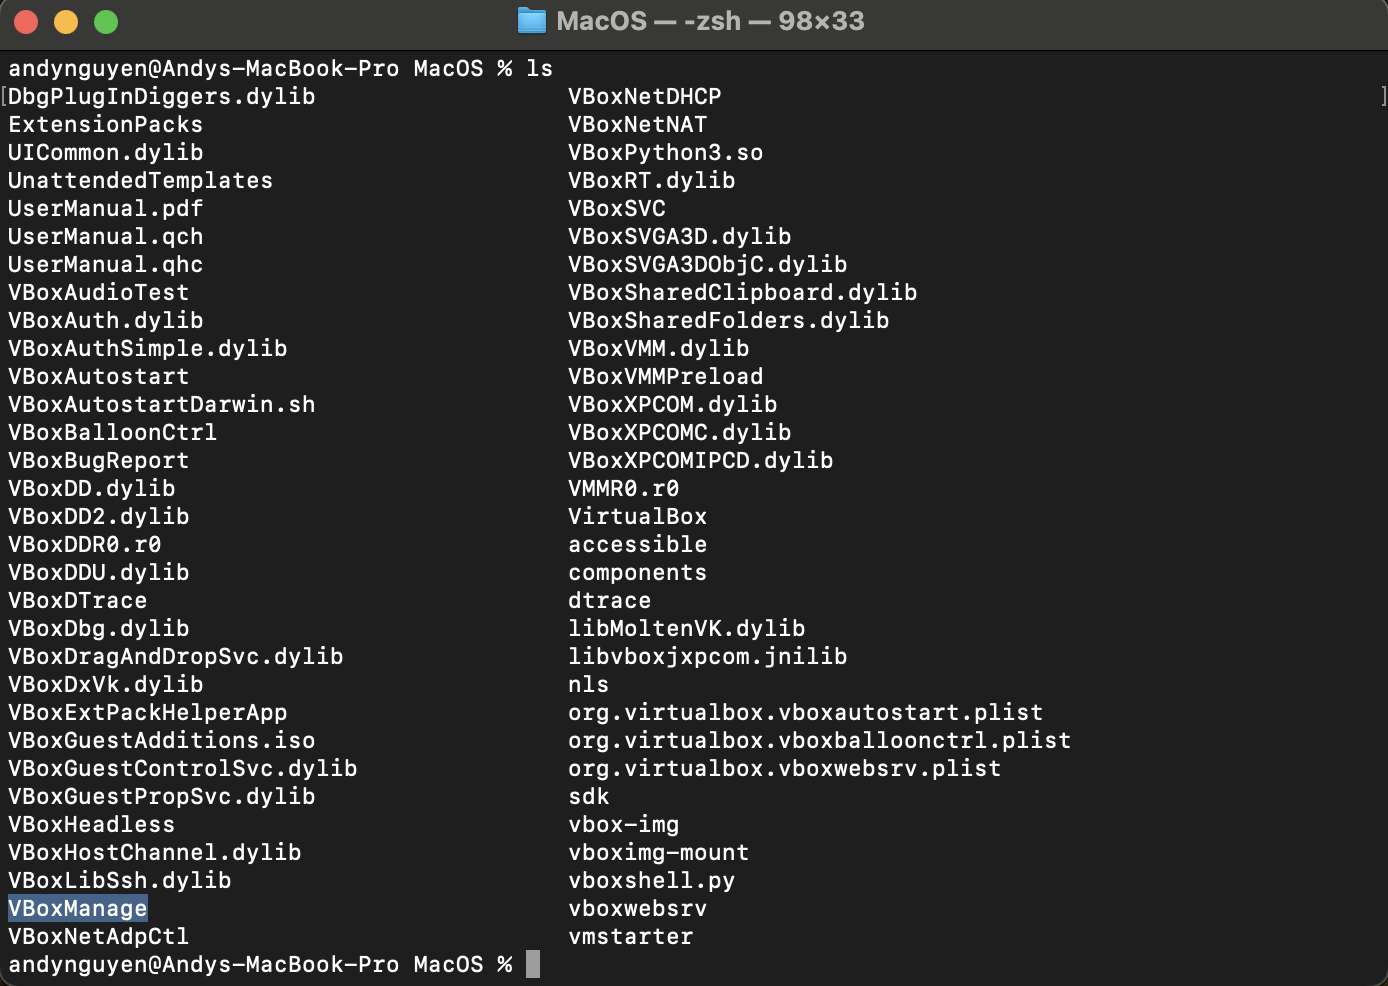 MacOS — -zsh — 98×33
andynguyen@Andys-MacBook-Pro MacOS % ls
[DbgPlugInDiggers.dylib VBoxNetDHCP ]
ExtensionPacks VBoxNetNAT
UICommon.dylib VBoxPython3.so
UnattendedTemplates VBoxRT.dylib
UserManual.pdf VBoxSVC
UserManual.qch VBoxSVGA3D.dylib
UserManual.qhc VBoxSVGA3DObjC.dylib
VBoxAudioTest VBoxSharedClipboard.dylib
VBoxAuth.dylib VBoxSharedFolders.dylib
VBoxAuthSimple.dylib VBoxVMM.dylib
VBoxAutostart VBoxVMMPreload
VBoxAutostartDarwin.sh VBoxXPCOM.dylib
VBoxBalloonCtrl VBoxXPCOMC.dylib
VBoxBugReport VBoxXPCOMIPCD.dylib
VBoxDD.dylib VMMR0.r0
VBoxDD2.dylib VirtualBox
VBoxDDR0.r0 accessible
VBoxDDU.dylib components
VBoxDTrace dtrace
VBoxDbg.dylib libMoltenVK.dylib
VBoxDragAndDropSvc.dylib libvboxjxpcom.jnilib
VBoxDxVk.dylib nls
VBoxExtPackHelperApp org.virtualbox.vboxautostart.plist
VBoxGuestAdditions.iso org.virtualbox.vboxballoonctrl.plist
VBoxGuestControlSvc.dylib org.virtualbox.vboxwebsrv.plist
VBoxGuestPropSvc.dylib sdk
VBoxHeadless vbox-img
VBoxHostChannel.dylib vboximg-mount
VBoxLibSsh.dylib vboxshell.py
VBoxManage vboxwebsrv
VBoxNetAdpCtl vmstarter
andynguyen@Andys-MacBook-Pro MacOS %